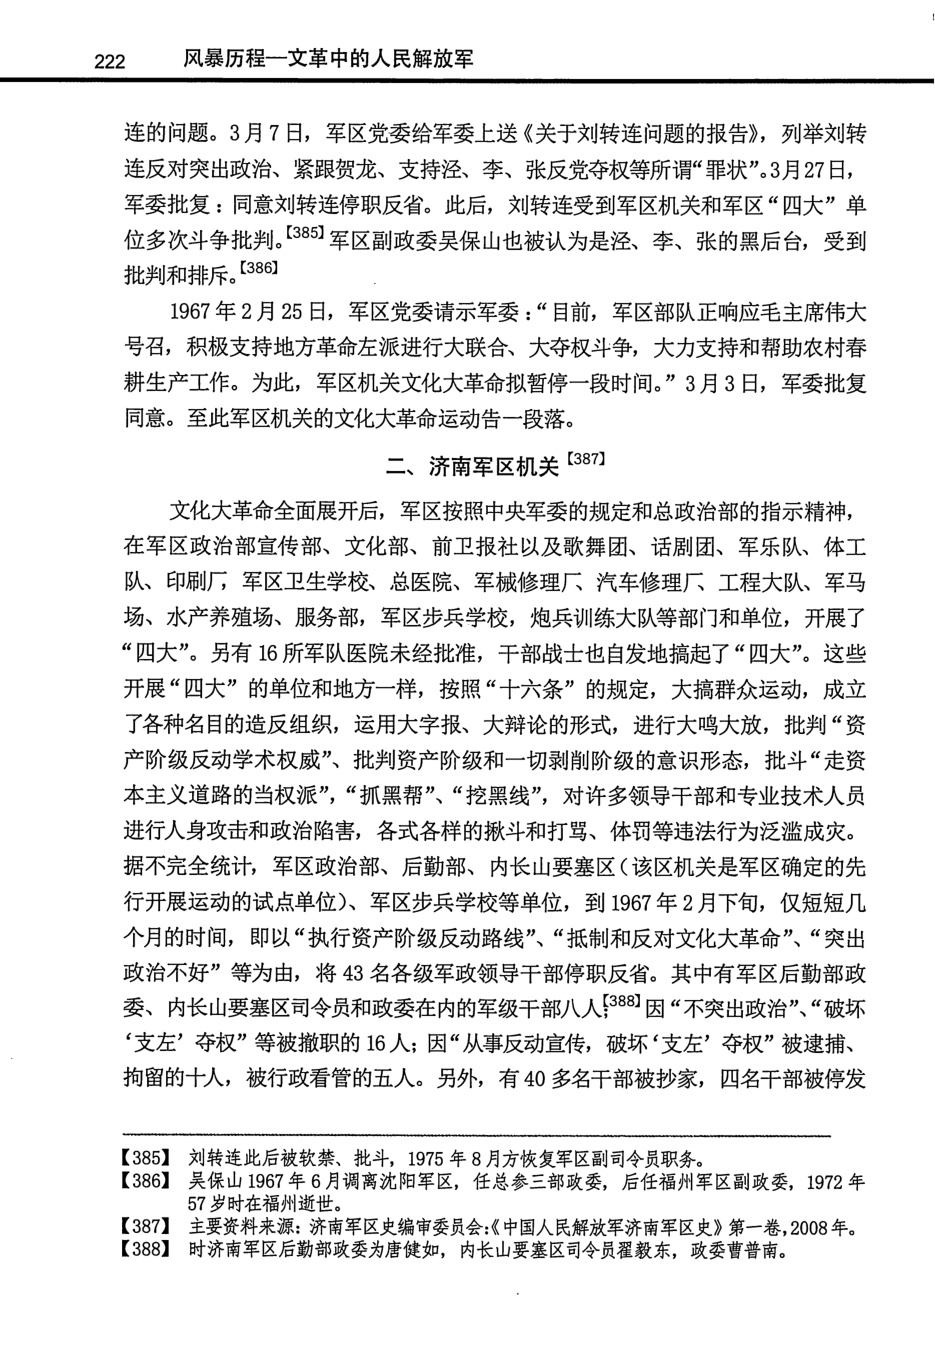 222 风暴历程—文革中的人民解放军
连的问题。3月7日，军区党委给军委上送《关于刘转连问题的报告》，列举刘转
连反对突出政治、紧跟贺龙、支持泾、李、张反党夺权等所谓“罪状”。3月27日，
军委批复：同意刘转连停职反省。此后，刘转连受到军区机关和军区“四大”单
位多次斗争批判。【385】军区副政委吴保山也被认为是泾、李、张的黑后台，受到
批判和排斥。【386】
1967年2月25日，军区党委请示军委：“目前，军区部队正响应毛主席伟大
号召，积极支持地方革命左派进行大联合、大夺权斗争，大力支持和帮助农村春
耕生产工作。为此，军区机关文化大革命拟暂停一段时间。”3月3日，军委批复
同意。至此军区机关的文化大革命运动告一段落。
二、济南军区机关【387】
文化大革命全面展开后，军区按照中央军委的规定和总政治部的指示精神，
在军区政治部宣传部、文化部、前卫报社以及歌舞团、话剧团、军乐队、体工
队、印刷厂，军区卫生学校、总医院、军械修理厂、汽车修理厂、工程大队、军马
场、水产养殖场、服务部，军区步兵学校，炮兵训练大队等部门和单位，开展了
“四大”。另有16所军队医院未经批准，干部战士也自发地搞起了“四大”。这些
开展“四大”的单位和地方一样，按照“十六条”的规定，大搞群众运动，成立
了各种名目的造反组织，运用大字报、大辩论的形式，进行大鸣大放，批判“资
产阶级反动学术权威”、批判资产阶级和一切剥削阶级的意识形态，批斗“走资
本主义道路的当权派”，“抓黑帮”、“挖黑线”，对许多领导干部和专业技术人员
进行人身攻击和政治陷害，各式各样的揪斗和打骂、体罚等违法行为泛滥成灾。
据不完全统计，军区政治部、后勤部、内长山要塞区（该区机关是军区确定的先
行开展运动的试点单位）、军区步兵学校等单位，到1967年2月下旬，仅短短几
个月的时间，即以“执行资产阶级反动路线”、“抵制和反对文化大革命”、“突出
政治不好”等为由，将43名各级军政领导干部停职反省。其中有军区后勤部政
委、内长山要塞区司令员和政委在内的军级干部八人；【388】因“不突出政治”、“破坏
‘支左’夺权”等被撤职的16人；因“从事反动宣传，破坏‘支左’夺权”被逮捕、
拘留的十人，被行政看管的五人。另外，有40多名干部被抄家，四名干部被停发
【385】 刘转连此后被软禁、批斗，1975年8月方恢复军区副司令员职务。
【386】 吴保山1967年6月调离沈阳军区，任总参三部政委，后任福州军区副政委，1972年
57岁时在福州逝世。
【387】 主要资料来源：济南军区史编审委员会：《中国人民解放军济南军区史》第一卷，2008年。
【388】 时济南军区后勤部政委为唐健如，内长山要塞区司令员翟毅东，政委曹普南。